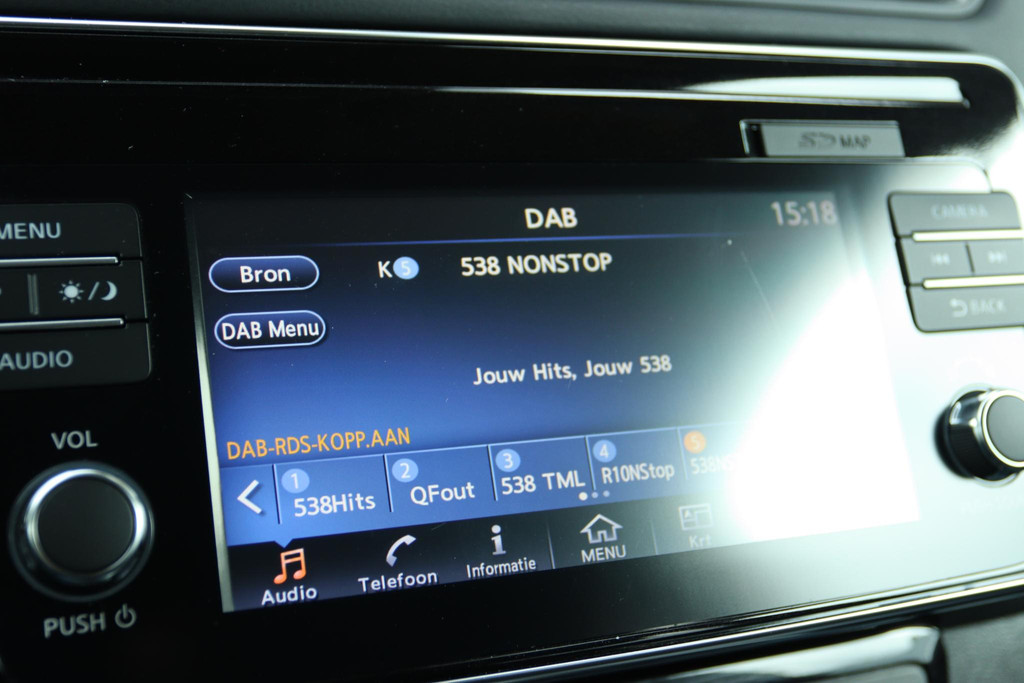 SD MAP
MENU
AUDIO
VOL
PUSH
DAB
15:18
Bron
K 5
538 NONSTOP
DAB Menu
Jouw Hits, Jouw 538
DAB-RDS-KOPP.AAN
1 538Hits
2 QFout
3 538 TML
4 R10NStop
5
Audio
Telefoon
Informatie
MENU
Krt
CAMERA
BACK